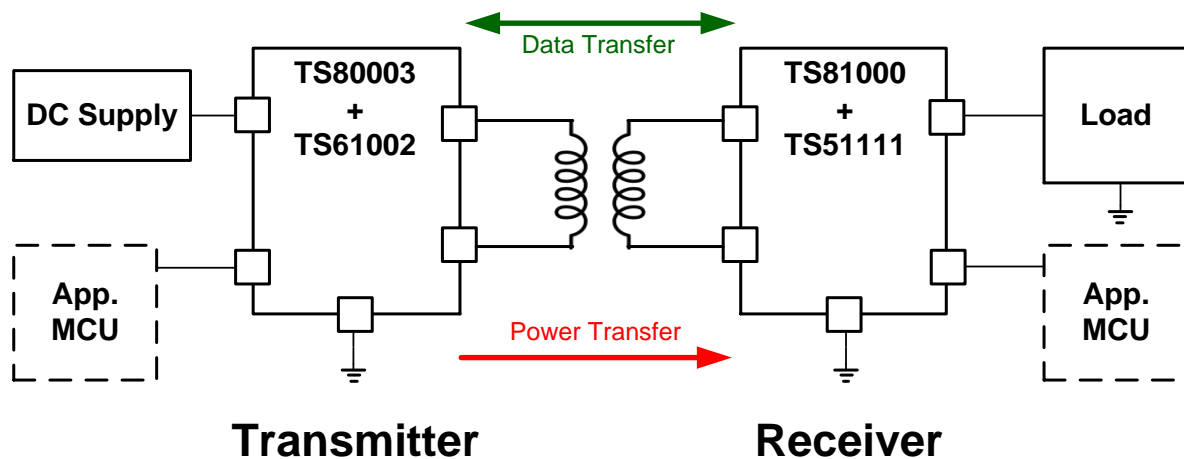 Data Transfer
DC Supply
TS80003
+
TS61002
TS81000
+
TS51111
Load
App.
MCU
App.
MCU
Power Transfer
Transmitter
Receiver